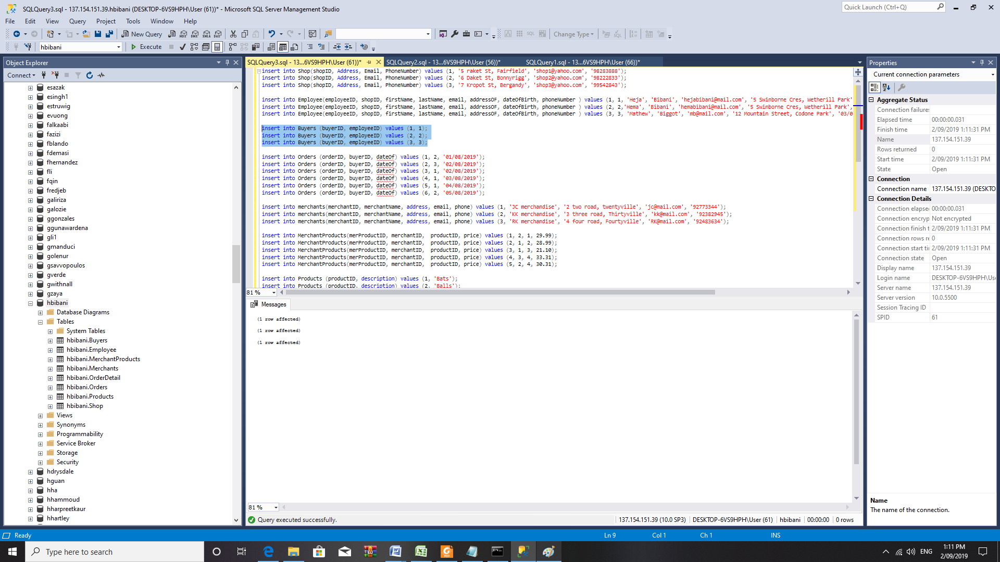 SQLQuery3.sql - 137.154.151.39.hbibani (DESKTOP-6VS9HPH\User (61))* - Microsoft SQL Server Management Studio
Quick Launch (Ctrl+Q)
File Edit View Query Project Tools Window Help
New Query
MDX DMX XMLA DAX
Change Type
hbibani
Execute
Object Explorer
Connect
esazak
esingh1
estruwig
evuong
falkaabi
fazizi
fblando
fdemasi
fhernandez
fli
fqin
fredjeb
galiriza
galozie
ggonzales
ggunawardena
gli1
gmanduci
golenur
gsavvopoulos
gverde
gwithnall
gzaya
hbibani
Database Diagrams
Tables
System Tables
hbibani.Buyers
hbibani.Employee
hbibani.MerchantProducts
hbibani.Merchants
hbibani.OrderDetail
hbibani.Orders
hbibani.Products
hbibani.Shop
Views
Synonyms
Programmability
Service Broker
Storage
Security
hdrysdale
hguan
hha
hhammoud
hharpreetkaur
hhartley
SQLQuery3.sql - 13...6VS9HPH\User (61))* SQLQuery2.sql - 13...6VS9HPH\User (56))* SQLQuery1.sql - 13...6VS9HPH\User (66))*
insert into Shop(shopID, Address, Email, PhoneNumber) values (1, '5 raket St, Fairfield', 'shop1@yahoo.com', '98283888');
insert into Shop(shopID, Address, Email, PhoneNumber) values (2, '6 Daket St, Bonnyrigg', 'shop2@yahoo.com', '98222833');
insert into Shop(shopID, Address, Email, PhoneNumber) values (3, '7 Kropot St, Bergandy', 'shop3@yahoo.com', '99542843');
insert into Employee(employeeID, shopID, firstName, lastName, email, addressOF, dateOfBirth, phoneNumber ) values (1, 1, 'Heja', 'Bibani', 'hejabibani@mail.com', '5 Swinborne Cres, Wetherill Park'
insert into Employee(employeeID, shopID, firstName, lastName, email, addressOF, dateOfBirth, phoneNumber ) values (2, 2,'Hema', 'Bibani', 'hemabibani@mail.com', '5 Swinborne Cres, Wetherill Park',
insert into Employee(employeeID, shopID, firstName, lastName, email, addressOF, dateOfBirth, phoneNumber ) values (3, 3, 'Mathew', 'Biggot', 'mb@mail.com', '12 Mountain Street, Codone Park', '03/0
insert into Buyers (buyerID, employeeID) values (1, 1);
insert into Buyers (buyerID, employeeID) values (2, 2);
insert into Buyers (buyerID, employeeID) values (3, 3);
insert into Orders (orderID, buyerID, dateOf) values (1, 2, '01/08/2019');
insert into Orders (orderID, buyerID, dateOf) values (2, 3, '02/08/2019');
insert into Orders (orderID, buyerID, dateOf) values (3, 1, '02/08/2019');
insert into Orders (orderID, buyerID, dateOf) values (4, 1, '03/08/2019');
insert into Orders (orderID, buyerID, dateOf) values (5, 1, '04/08/2019');
insert into Orders (orderID, buyerID, dateOf) values (6, 2, '05/08/2019');
insert into merchants(merchantID, merchantName, address, email, phone) values (1, 'JC merchandise', '2 two road, twentyville', 'jc@mail.com', '92773344');
insert into merchants(merchantID, merchantName, address, email, phone) values (2, 'KK merchandise', '3 three road, Thirtyville', 'kk@mail.com', '92382945');
insert into merchants(merchantID, merchantName, address, email, phone) values (3, 'RK merchandise', '4 four road, Fourtyville', 'RK@mail.com', '92483634');
insert into MerchantProducts(merProductID, merchantID, productID, price) values (1, 2, 1, 29.99);
insert into MerchantProducts(merProductID, merchantID, productID, price) values (2, 1, 2, 28.99);
insert into MerchantProducts(merProductID, merchantID, productID, price) values (3, 1, 3, 21.10);
insert into MerchantProducts(merProductID, merchantID, productID, price) values (4, 3, 4, 33.31);
insert into MerchantProducts(merProductID, merchantID, productID, price) values (5, 2, 4, 30.31);
insert into Products (productID, description) values (1, 'Bats');
insert into Products (productID, description) values (2, 'Balls');
81 %
Messages
(1 row affected)
(1 row affected)
(1 row affected)
81 %
Query executed successfully. 137.154.151.39 (10.0 SP3) DESKTOP-6VS9HPH\User (61) hbibani 00:00:00 0 rows
Properties
Current connection parameters
Aggregate Status
Connection failures
Elapsed time 00:00:00.031
Finish time 2/09/2019 1:11:31 PM
Name 137.154.151.39
Rows returned 0
Start time 2/09/2019 1:11:31 PM
State Open
Connection
Connection name 137.154.151.39 (DESKTO
Connection Details
Connection elapse 00:00:00.031
Connection encryp Not encrypted
Connection finish t 2/09/2019 1:11:31 PM
Connection rows re 0
Connection start ti 2/09/2019 1:11:31 PM
Connection state Open
Display name 137.154.151.39
Login name DESKTOP-6VS9HPH\Use
Server name 137.154.151.39
Server version 10.0.5500
Session Tracing ID
SPID 61
Name
The name of the connection.
Ready Ln 9 Col 1 Ch 1 INS
Type here to search
ENG
1:11 PM
2/09/2019